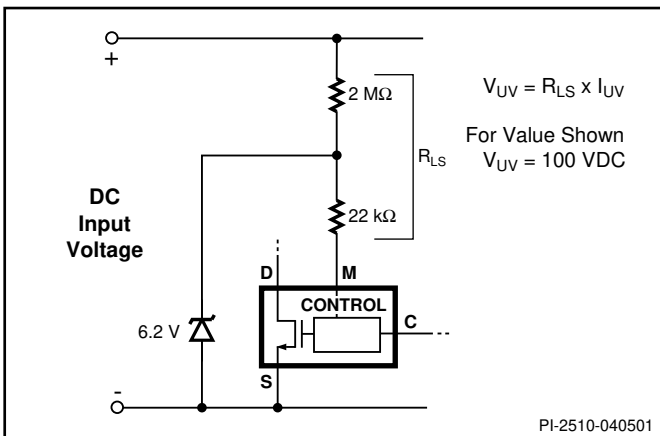 +
2 MΩ
V_UV = R_LS x I_UV
For Value Shown
V_UV = 100 VDC
R_LS
DC
Input
Voltage
22 kΩ
D
M
CONTROL
C
6.2 V
S
-
PI-2510-040501